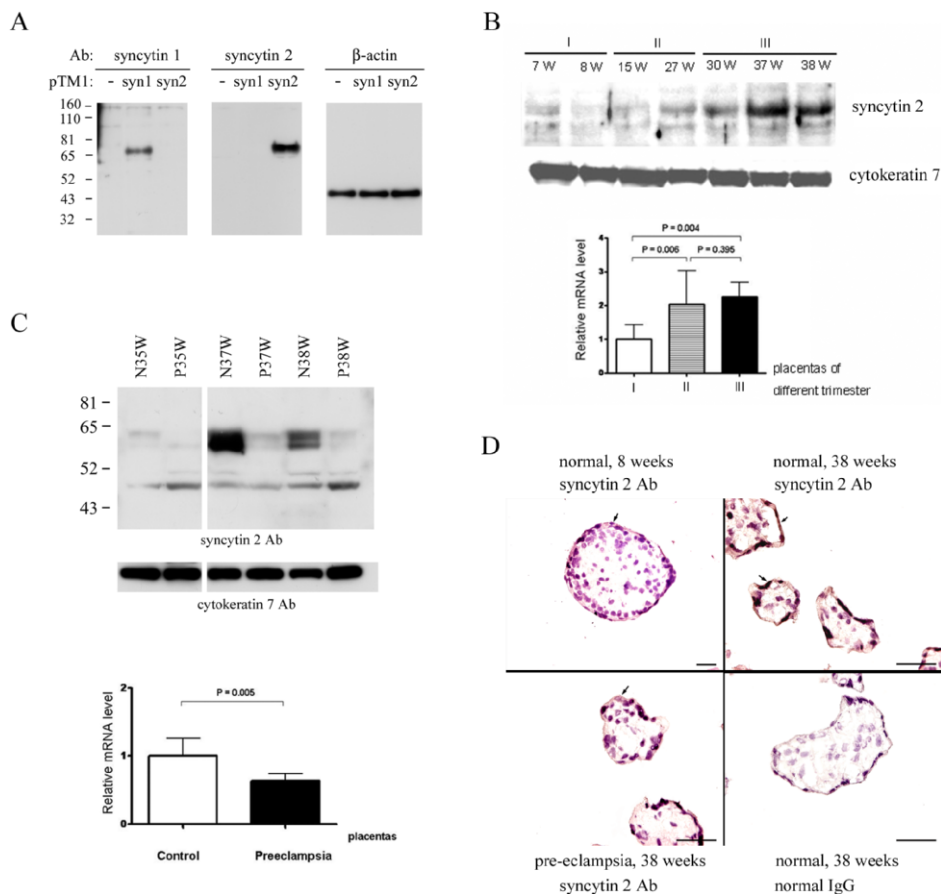 A
Ab: syncytin 1 syncytin 2 β-actin
pTM1: - syn1 syn2 - syn1 syn2 - syn1 syn2
160 –
110 –
81 –
65 –
52 –
43 –
32 –
B
I II III
7 W 8 W 15 W 27 W 30 W 37 W 38 W
syncytin 2
cytokeratin 7
P = 0.004
P = 0.006 P = 0.395
Relative mRNA level
4
3
2
1
0
I II III
placentas of
different trimester
C
N35W P35W N37W P37W N38W P38W
81 –
65 –
52 –
43 –
syncytin 2 Ab
cytokeratin 7 Ab
P = 0.005
Relative mRNA level
2
1
0
Control Preeclampsia
placentas
D
normal, 8 weeks
syncytin 2 Ab
normal, 38 weeks
syncytin 2 Ab
pre-eclampsia, 38 weeks
syncytin 2 Ab
normal, 38 weeks
normal IgG